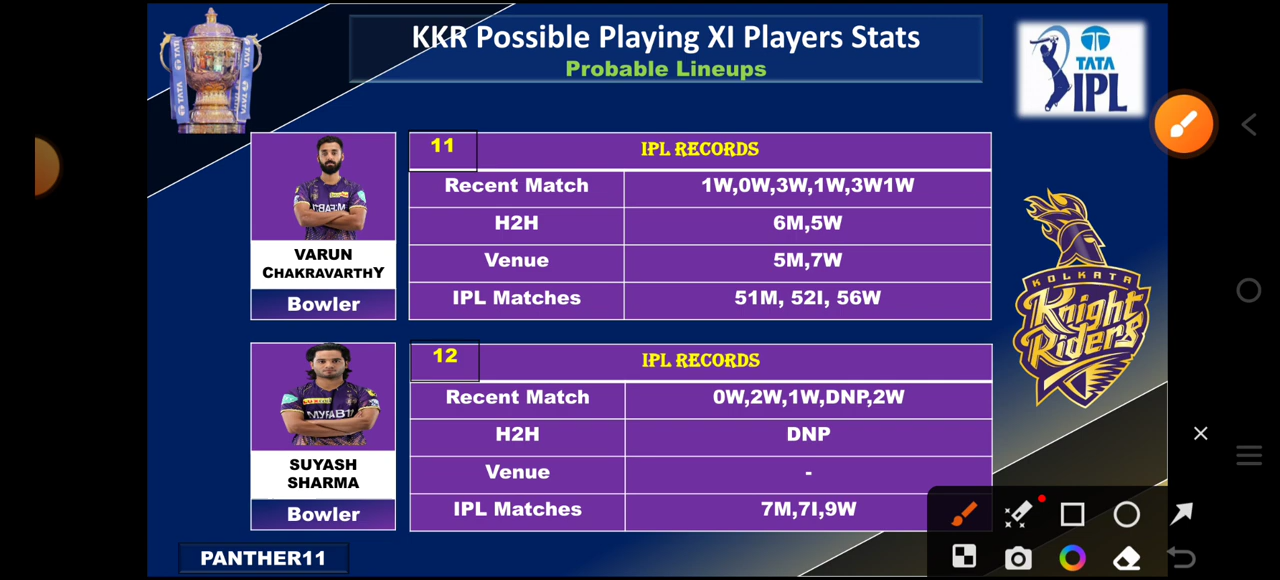 KKR Possible Playing XI Players Stats
Probable Lineups
TATA
IPL
11
IPL RECORDS
Recent Match 1W,0W,3W,1W,3W1W
H2H 6M,5W
Venue 5M,7W
IPL Matches 51M, 52I, 56W
VARUN
CHAKRAVARTHY
Bowler
KOLKATA
Knight
Riders
12
IPL RECORDS
Recent Match 0W,2W,1W,DNP,2W
H2H DNP
Venue -
IPL Matches 7M,7I,9W
SUYASH
SHARMA
Bowler
PANTHER11